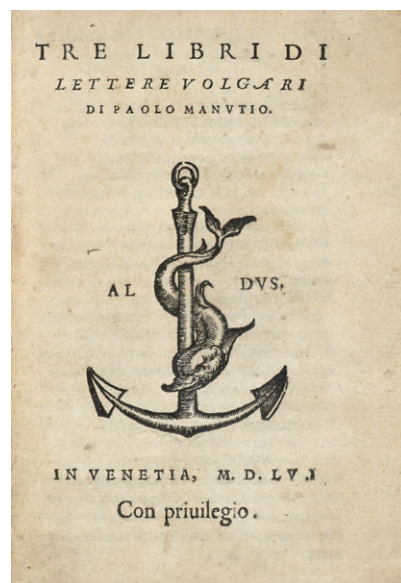 TRE LIBRI DI
LETTERE VOLGARI
DI PAOLO MANVTIO.
AL DVS.
IN VENETIA, M. D. LV.I
Con priuilegio.